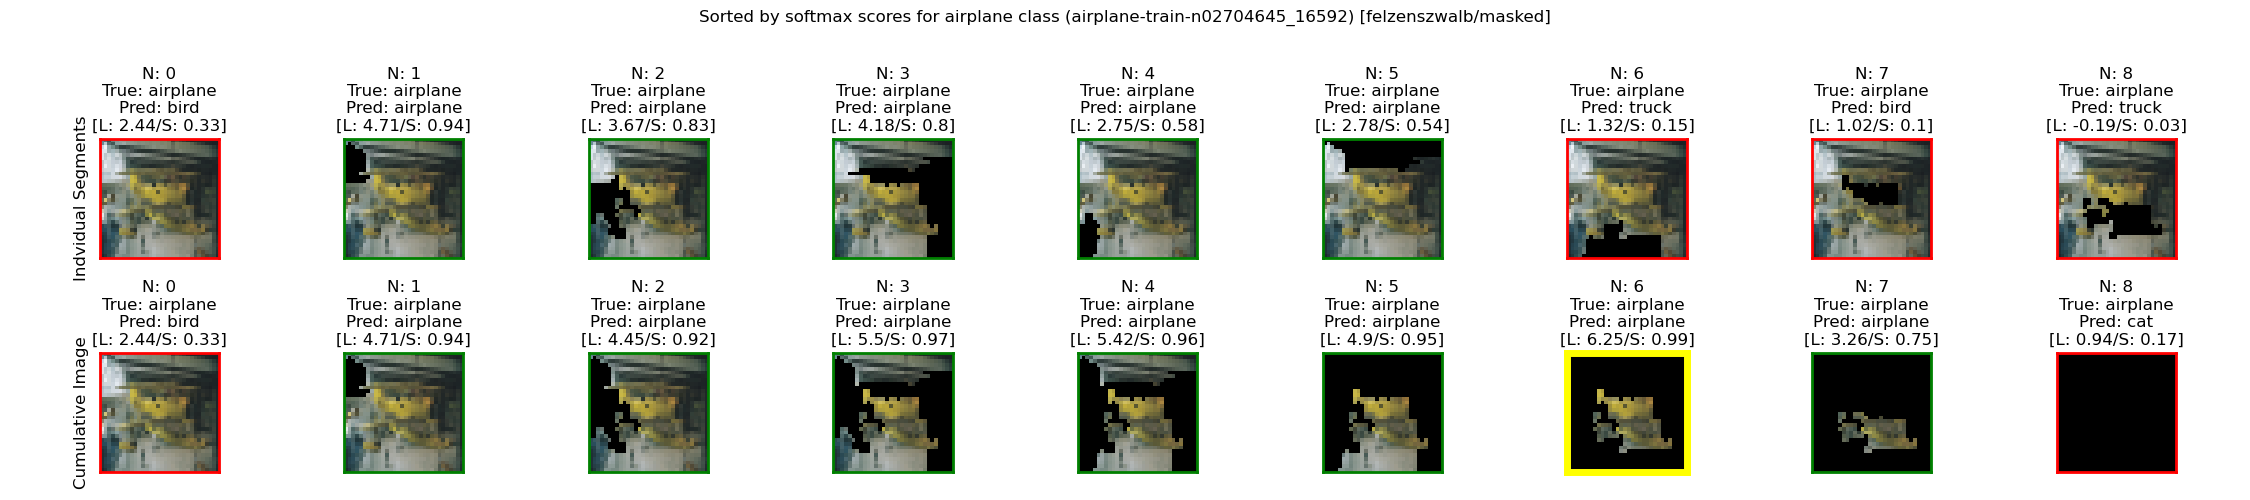 Sorted by softmax scores for airplane class (airplane-train-n02704645_16592) [felzenszwalb/masked]
Indvidual Segments
N: 0
True: airplane
Pred: bird
[L: 2.44/S: 0.33]
N: 1
True: airplane
Pred: airplane
[L: 4.71/S: 0.94]
N: 2
True: airplane
Pred: airplane
[L: 3.67/S: 0.83]
N: 3
True: airplane
Pred: airplane
[L: 4.18/S: 0.8]
N: 4
True: airplane
Pred: airplane
[L: 2.75/S: 0.58]
N: 5
True: airplane
Pred: airplane
[L: 2.78/S: 0.54]
N: 6
True: airplane
Pred: truck
[L: 1.32/S: 0.15]
N: 7
True: airplane
Pred: bird
[L: 1.02/S: 0.1]
N: 8
True: airplane
Pred: truck
[L: -0.19/S: 0.03]
Cumulative Image
N: 0
True: airplane
Pred: bird
[L: 2.44/S: 0.33]
N: 1
True: airplane
Pred: airplane
[L: 4.71/S: 0.94]
N: 2
True: airplane
Pred: airplane
[L: 4.45/S: 0.92]
N: 3
True: airplane
Pred: airplane
[L: 5.5/S: 0.97]
N: 4
True: airplane
Pred: airplane
[L: 5.42/S: 0.96]
N: 5
True: airplane
Pred: airplane
[L: 4.9/S: 0.95]
N: 6
True: airplane
Pred: airplane
[L: 6.25/S: 0.99]
N: 7
True: airplane
Pred: airplane
[L: 3.26/S: 0.75]
N: 8
True: airplane
Pred: cat
[L: 0.94/S: 0.17]